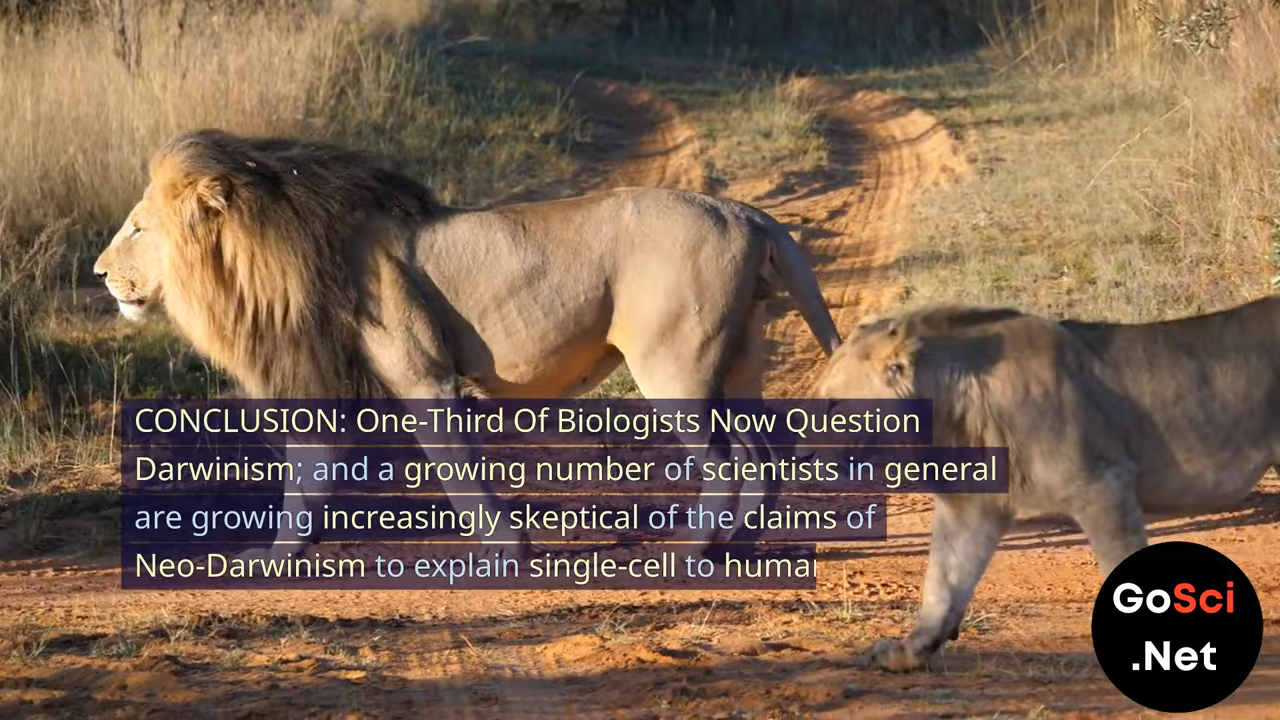 CONCLUSION: One-Third Of Biologists Now Question
Darwinism; and a growing number of scientists in general
are growing increasingly skeptical of the claims of
Neo-Darwinism to explain single-cell to
GoSci
.Net